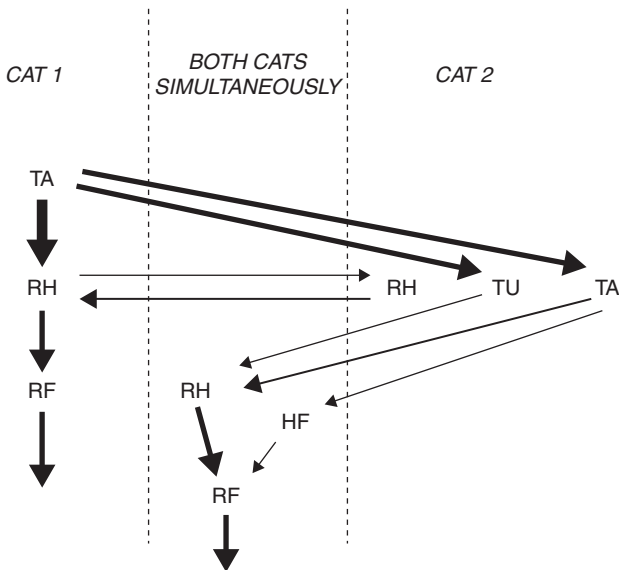 CAT 1
BOTH CATS
SIMULTANEOUSLY
CAT 2
TA
RH
RH
TU
TA
RF
RH
HF
RF